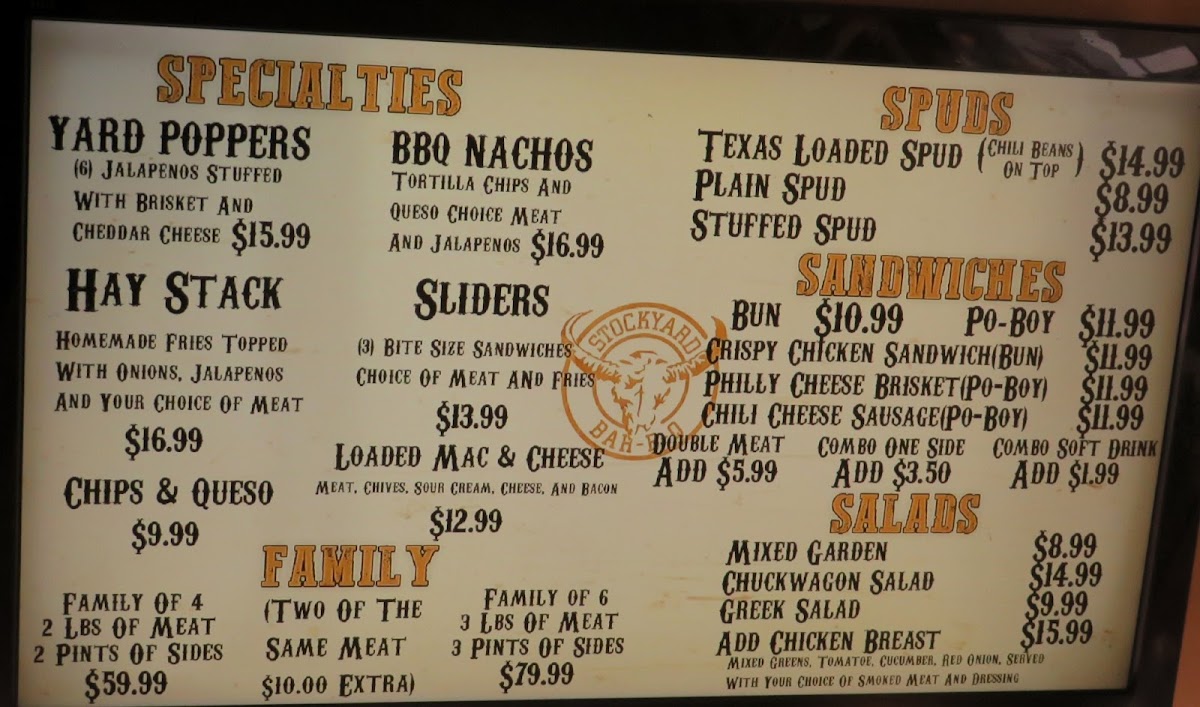 SPECIALTIES
YARD POPPERS
(6) JALAPENOS STUFFED
WITH BRISKET AND
CHEDDAR CHEESE $15.99
BBQ NACHOS
TORTILLA CHIPS AND
QUESO CHOICE MEAT
AND JALAPENOS $16.99
HAY STACK
HOMEMADE FRIES TOPPED
WITH ONIONS, JALAPENOS
AND YOUR CHOICE OF MEAT
$16.99
SLIDERS
(3) BITE SIZE SANDWICHES
CHOICE OF MEAT AND FRIES
$13.99
CHIPS & QUESO
$9.99
LOADED MAC & CHEESE
MEAT, CHIVES, SOUR CREAM, CHEESE, AND BACON
$12.99
FAMILY
FAMILY OF 4
2 LBS OF MEAT
2 PINTS OF SIDES
$59.99
(TWO OF THE
SAME MEAT
$10.00 EXTRA)
FAMILY OF 6
3 LBS OF MEAT
3 PINTS OF SIDES
$79.99
STOCKYARD
BAR-B-Q
SPUDS
TEXAS LOADED SPUD (CHILI BEANS ON TOP) $14.99
PLAIN SPUD $8.99
STUFFED SPUD $13.99
SANDWICHES
BUN $10.99 PO-BOY $11.99
CRISPY CHICKEN SANDWICH(BUN) $11.99
PHILLY CHEESE BRISKET(PO-BOY) $11.99
CHILI CHEESE SAUSAGE(PO-BOY) $11.99
DOUBLE MEAT COMBO ONE SIDE COMBO SOFT DRINK
ADD $5.99 ADD $3.50 ADD $1.99
SALADS
MIXED GARDEN $8.99
CHUCKWAGON SALAD $14.99
GREEK SALAD $9.99
ADD CHICKEN BREAST $15.99
MIXED GREENS, TOMATOE, CUCUMBER, RED ONION, SERVED
WITH YOUR CHOICE OF SMOKED MEAT AND DRESSING